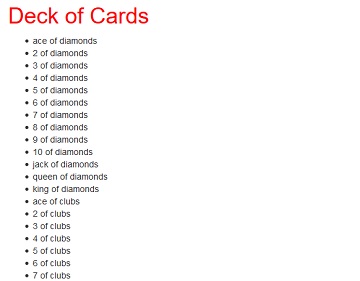 Deck of Cards
ace of diamonds
2 of diamonds
3 of diamonds
4 of diamonds
5 of diamonds
6 of diamonds
7 of diamonds
8 of diamonds
9 of diamonds
10 of diamonds
jack of diamonds
queen of diamonds
king of diamonds
ace of clubs
2 of clubs
3 of clubs
4 of clubs
5 of clubs
6 of clubs
7 of clubs